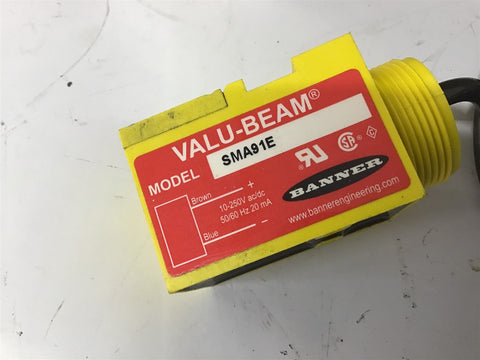 VALU-BEAM®
MODEL SMA91E
Brown +
10-250V ac/dc
50/60 Hz 20 mA
Blue −
BANNER
www.bannerengineering.com